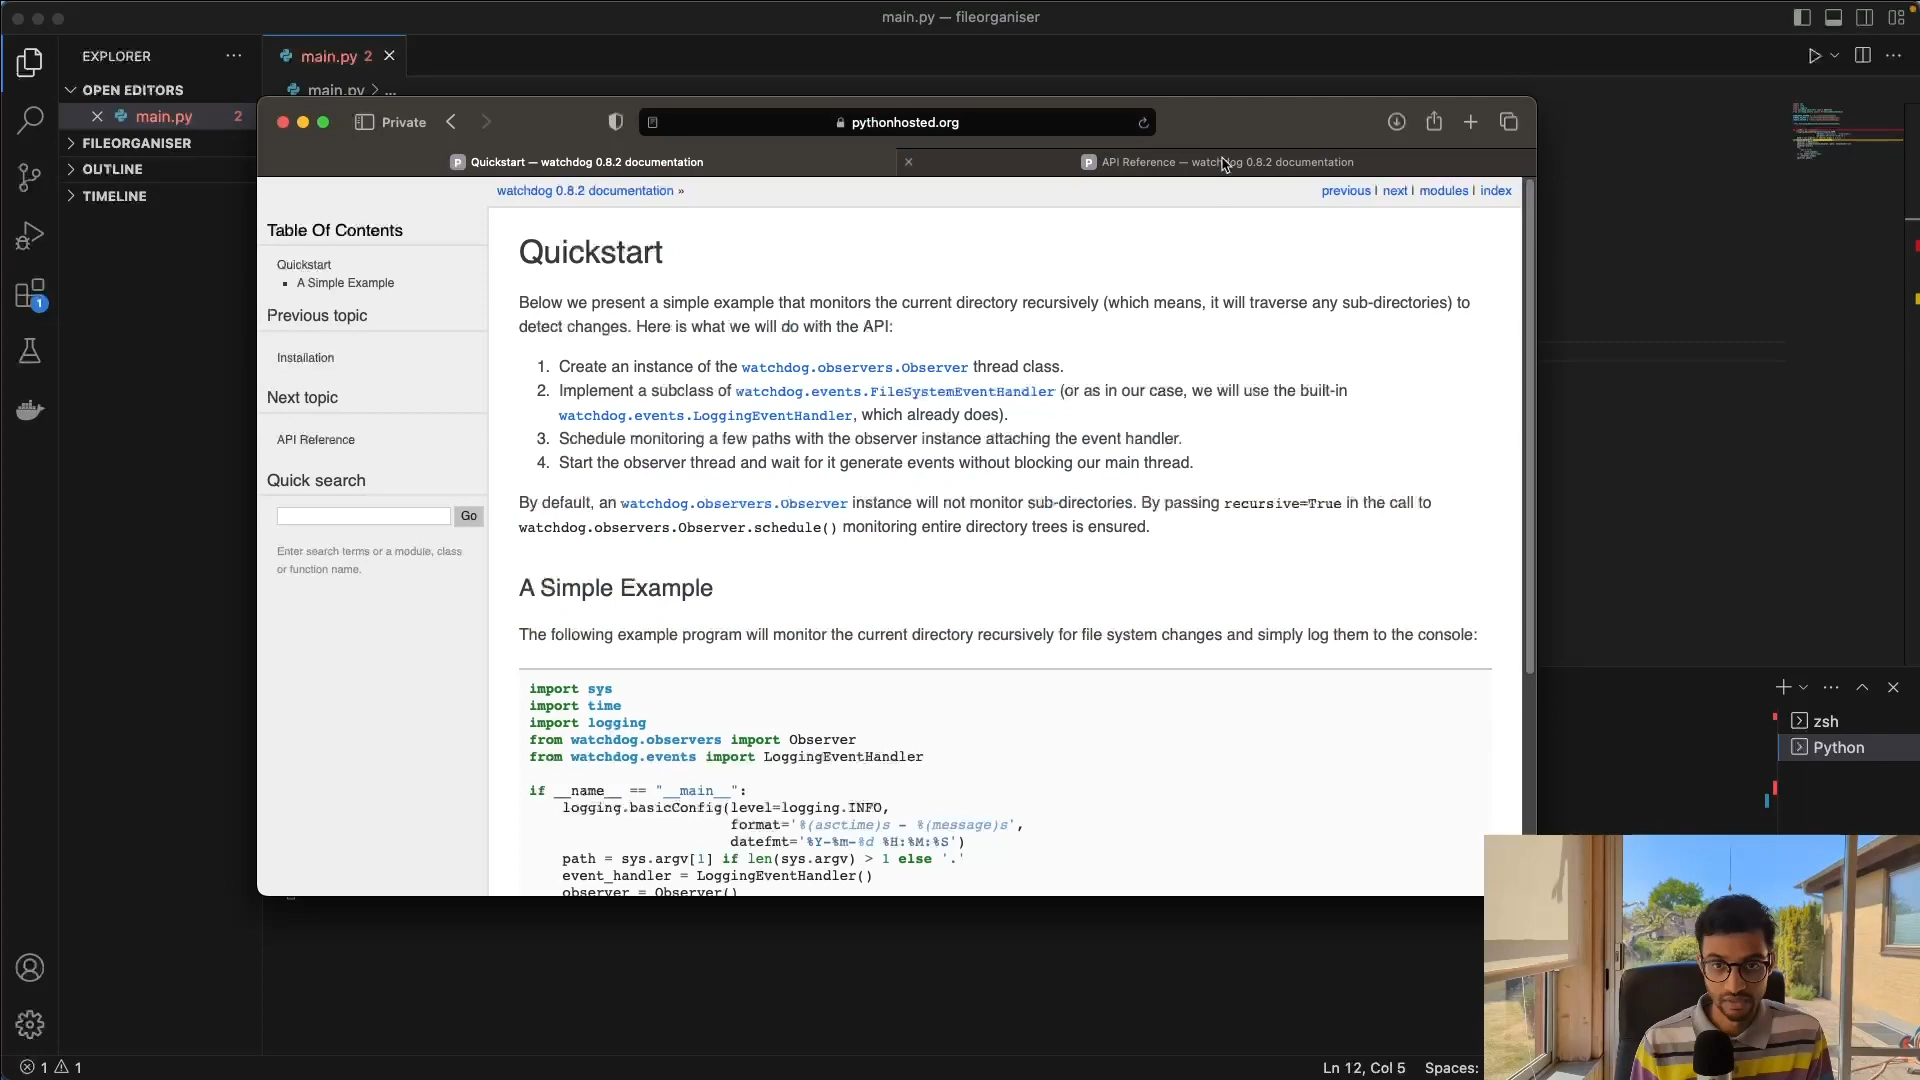 main.py — fileorganiser
EXPLORER
main.py 2
OPEN EDITORS
main.py > ...
main.py 2
FILEORGANISER
OUTLINE
TIMELINE
1
Private
pythonhosted.org
Quickstart — watchdog 0.8.2 documentation
API Reference — watchdog 0.8.2 documentation
watchdog 0.8.2 documentation »
previous | next | modules | index
Table Of Contents
Quickstart
A Simple Example
Previous topic
Installation
Next topic
API Reference
Quick search
Go
Enter search terms or a module, class
or function name.
Quickstart
Below we present a simple example that monitors the current directory recursively (which means, it will traverse any sub-directories) to
detect changes. Here is what we will do with the API:
1. Create an instance of the watchdog.observers.Observer thread class.
2. Implement a subclass of watchdog.events.FileSystemEventHandler (or as in our case, we will use the built-in
watchdog.events.LoggingEventHandler, which already does).
3. Schedule monitoring a few paths with the observer instance attaching the event handler.
4. Start the observer thread and wait for it generate events without blocking our main thread.
By default, an watchdog.observers.Observer instance will not monitor sub-directories. By passing recursive=True in the call to
watchdog.observers.Observer.schedule() monitoring entire directory trees is ensured.
A Simple Example
The following example program will monitor the current directory recursively for file system changes and simply log them to the console:
import sys
import time
import logging
from watchdog.observers import Observer
from watchdog.events import LoggingEventHandler
if __name__ == "__main__":
logging.basicConfig(level=logging.INFO,
format='%(asctime)s - %(message)s',
datefmt='%Y-%m-%d %H:%M:%S')
path = sys.argv[1] if len(sys.argv) > 1 else '.'
event_handler = LoggingEventHandler()
observer = Observer()
zsh
Python
1 1
Ln 12, Col 5 Spaces: